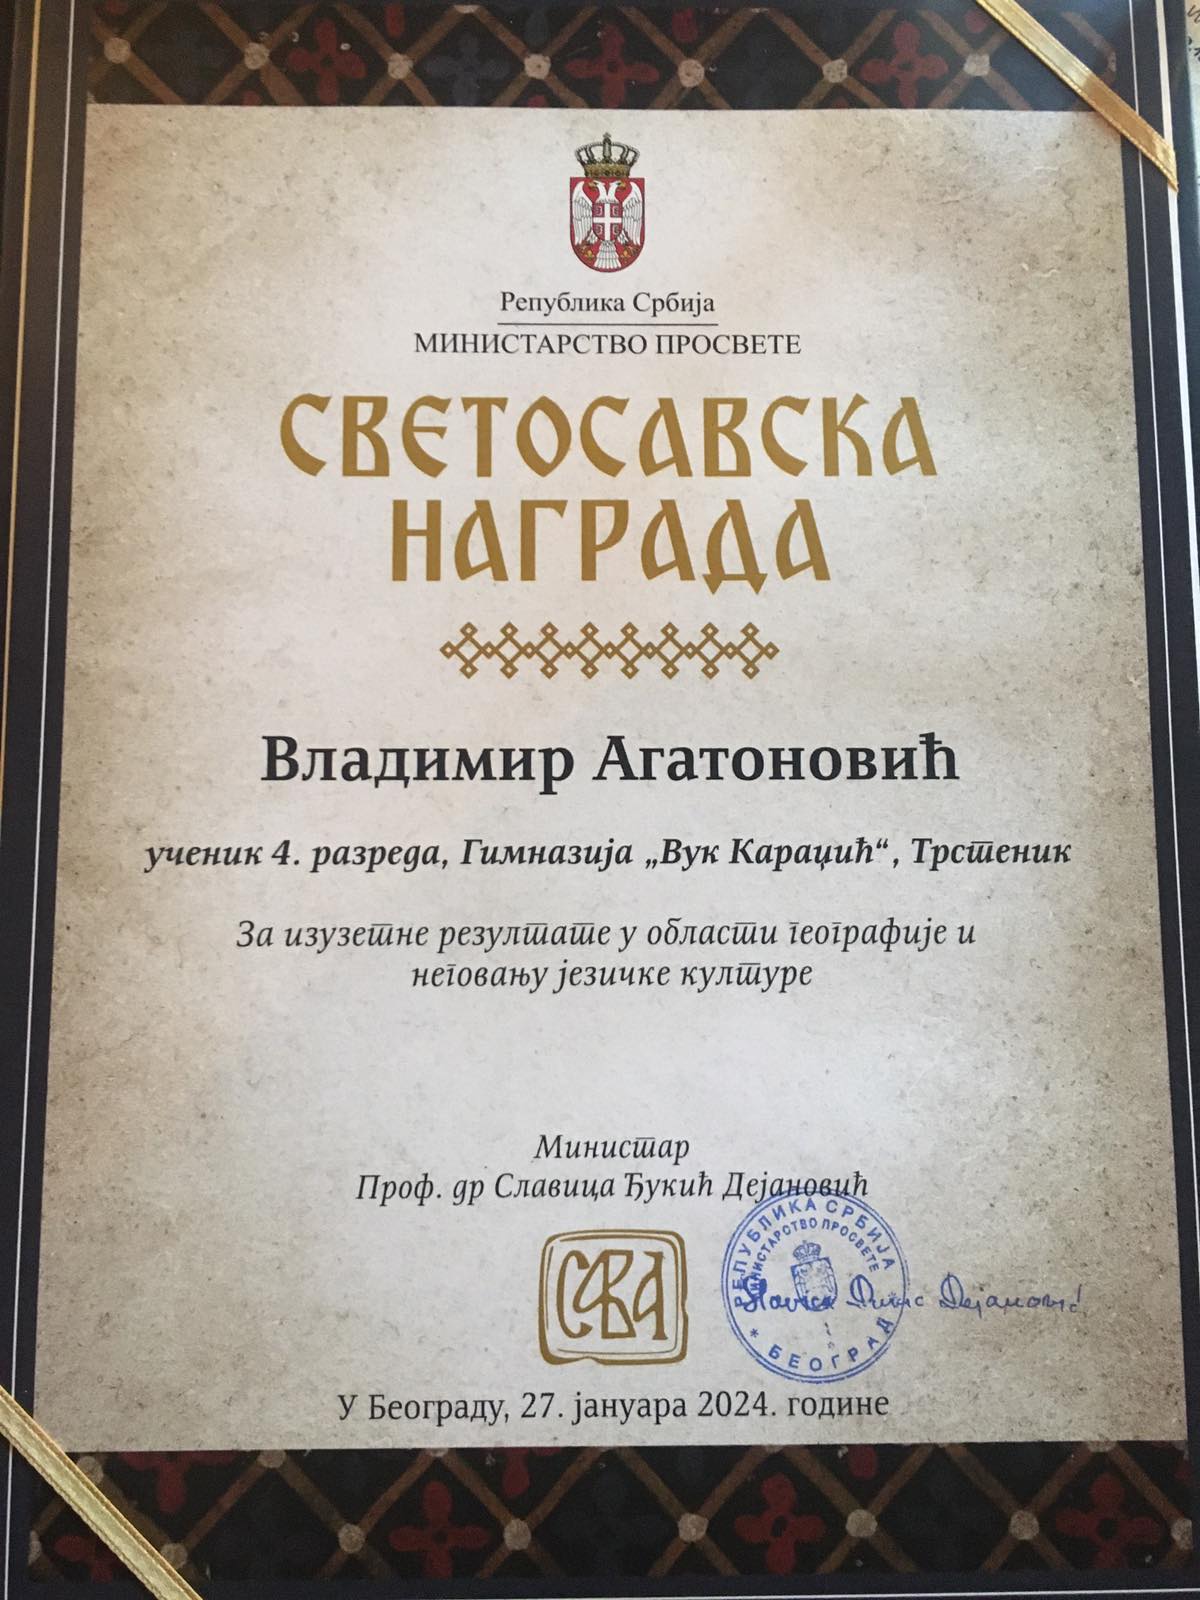 Република Србија
МИНИСТАРСТВО ПРОСВЕТЕ
СВЕТОСАВСКА
НАГРАДА
Владимир Агатоновић
ученик 4. разреда, Гимназија „Вук Караџић“, Трстеник
За изузетне резултате у области географије и
неговању језичке културе
Министар
Проф. др Славица Ђукић Дејановић
САВА
РЕПУБЛИКА СРБИЈА
МИНИСТАРСТВО ПРОСВЕТЕ
* БЕОГРАД
У Београду, 27. јануара 2024. године